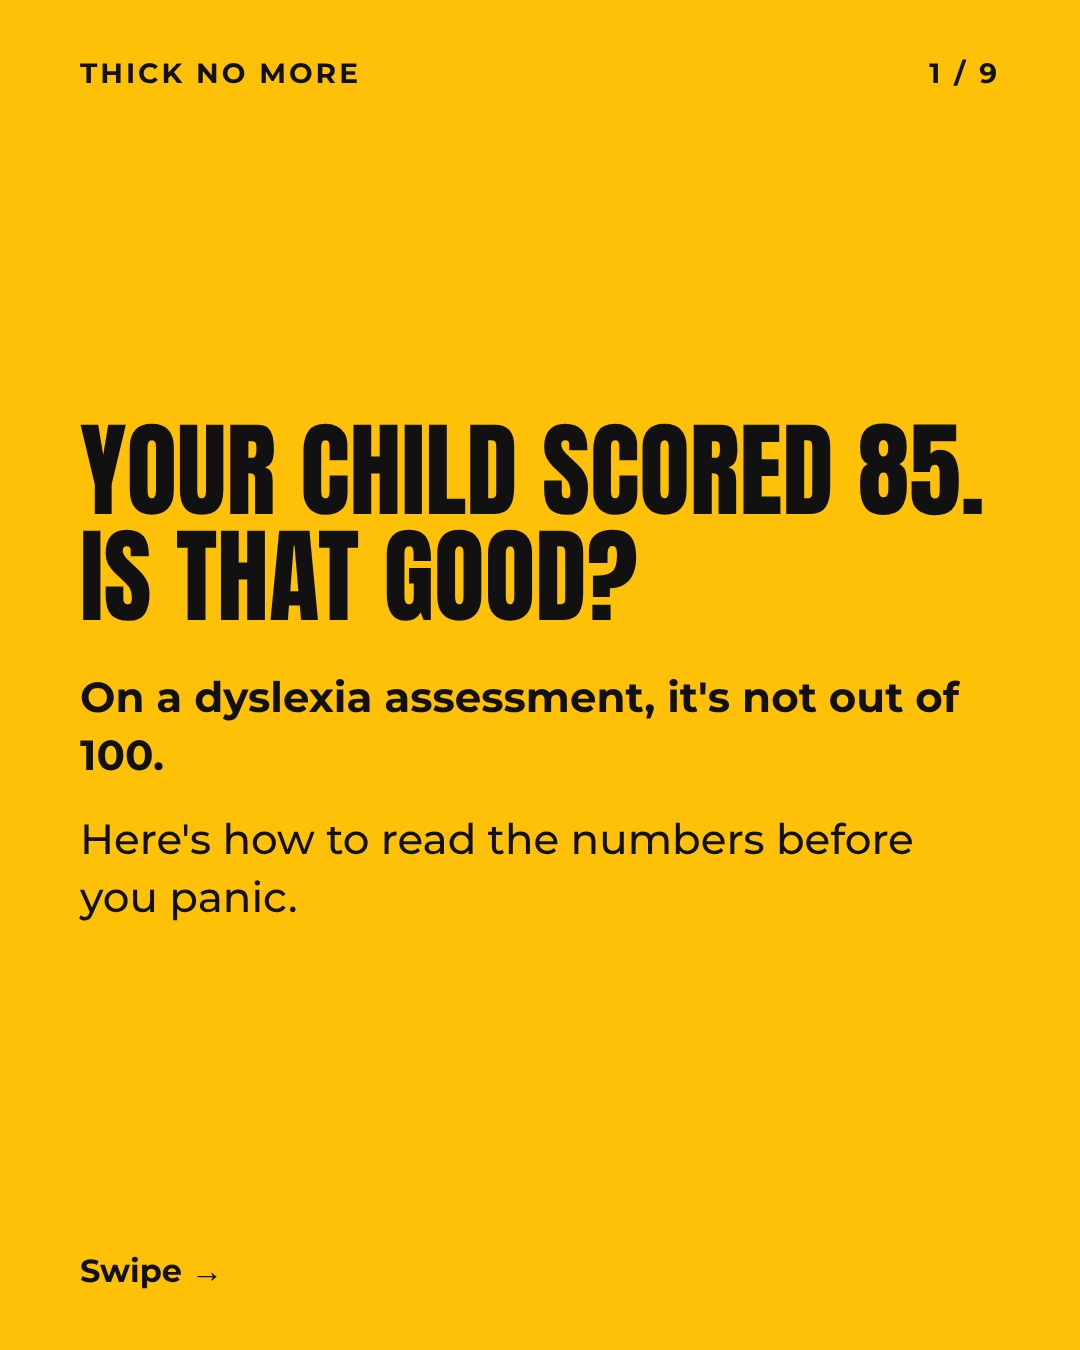 THICK NO MORE
1 / 9
YOUR CHILD SCORED 85.
IS THAT GOOD?
On a dyslexia assessment, it's not out of
100.
Here's how to read the numbers before
you panic.
Swipe →